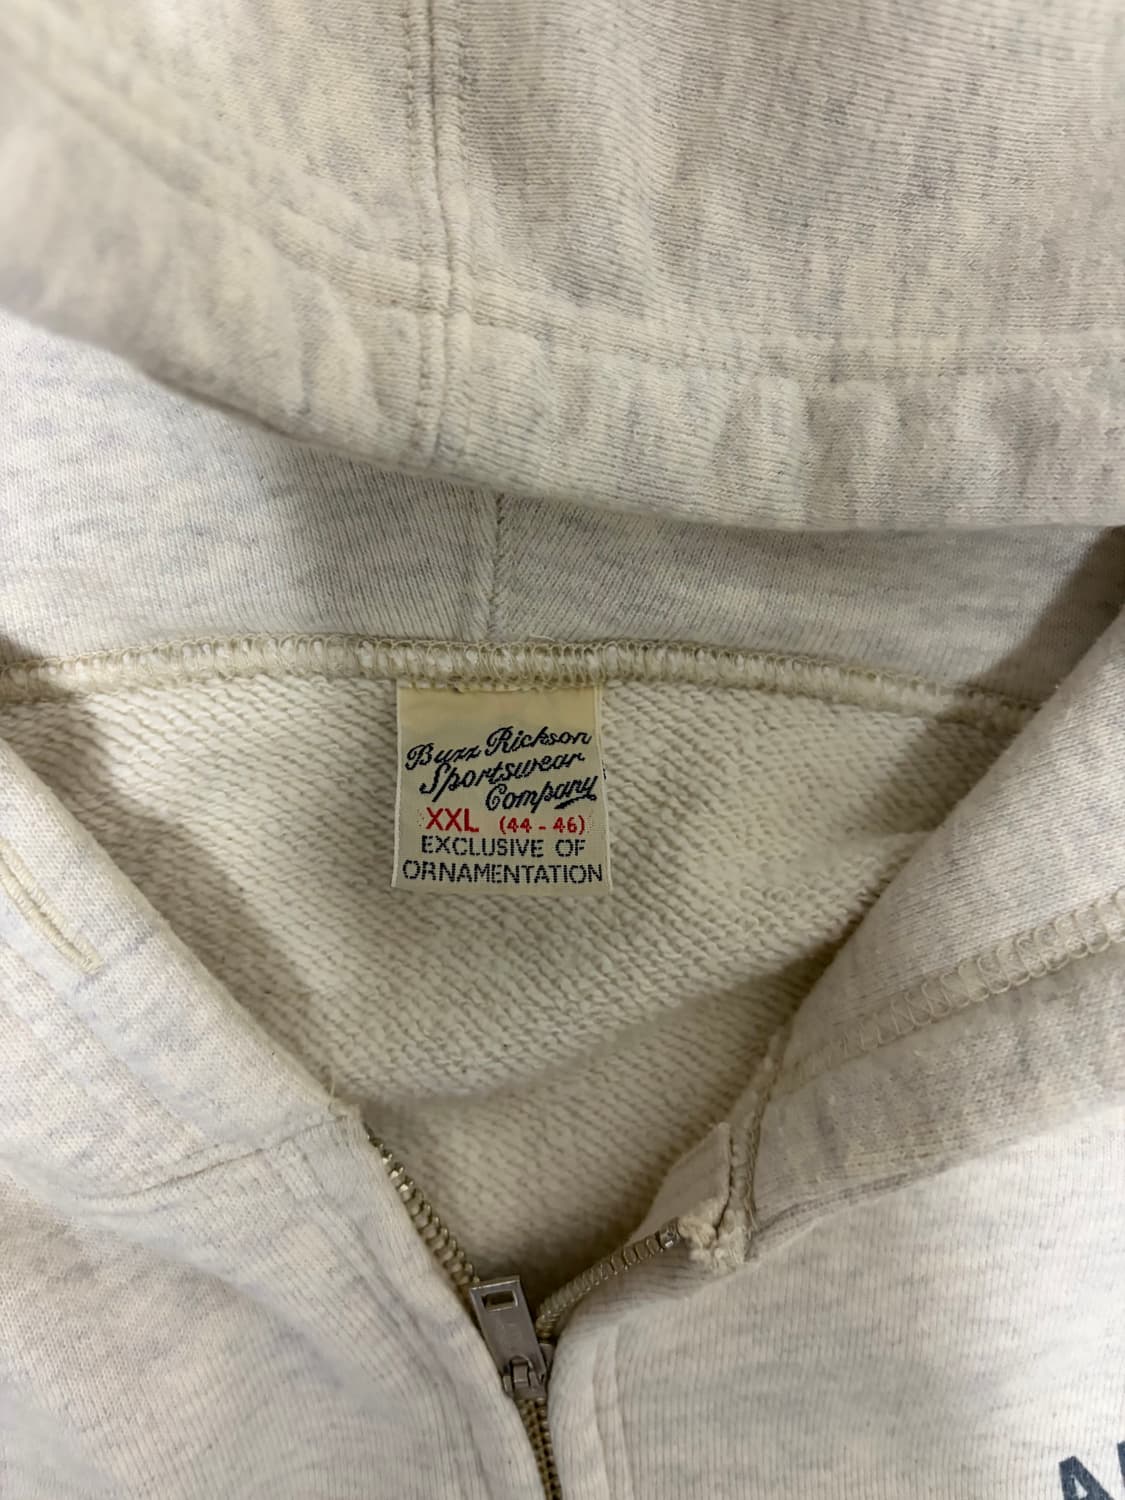 Buzz Rickson
Sportswear
Company
XXL (44 - 46)
EXCLUSIVE OF
ORNAMENTATION